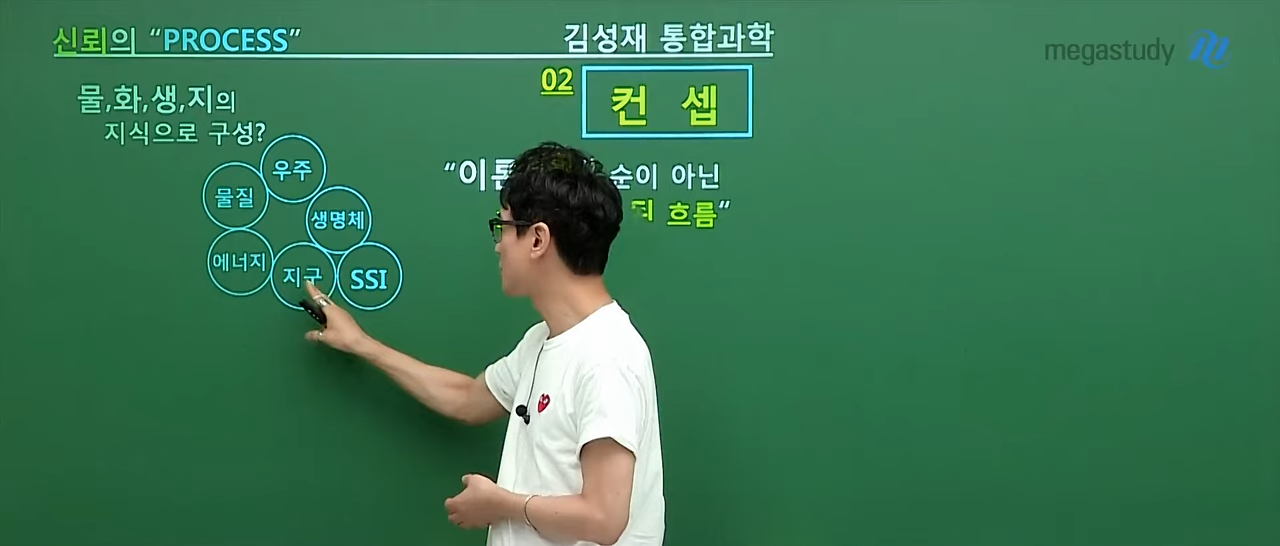 신뢰의 “PROCESS”
김성재 통합과학
megastudy
02
컨 셉
물,화,생,지의
지식으로 구성?
우주
물질
생명체
에너지
지구
SSI
“이론 순이 아닌
흐름”